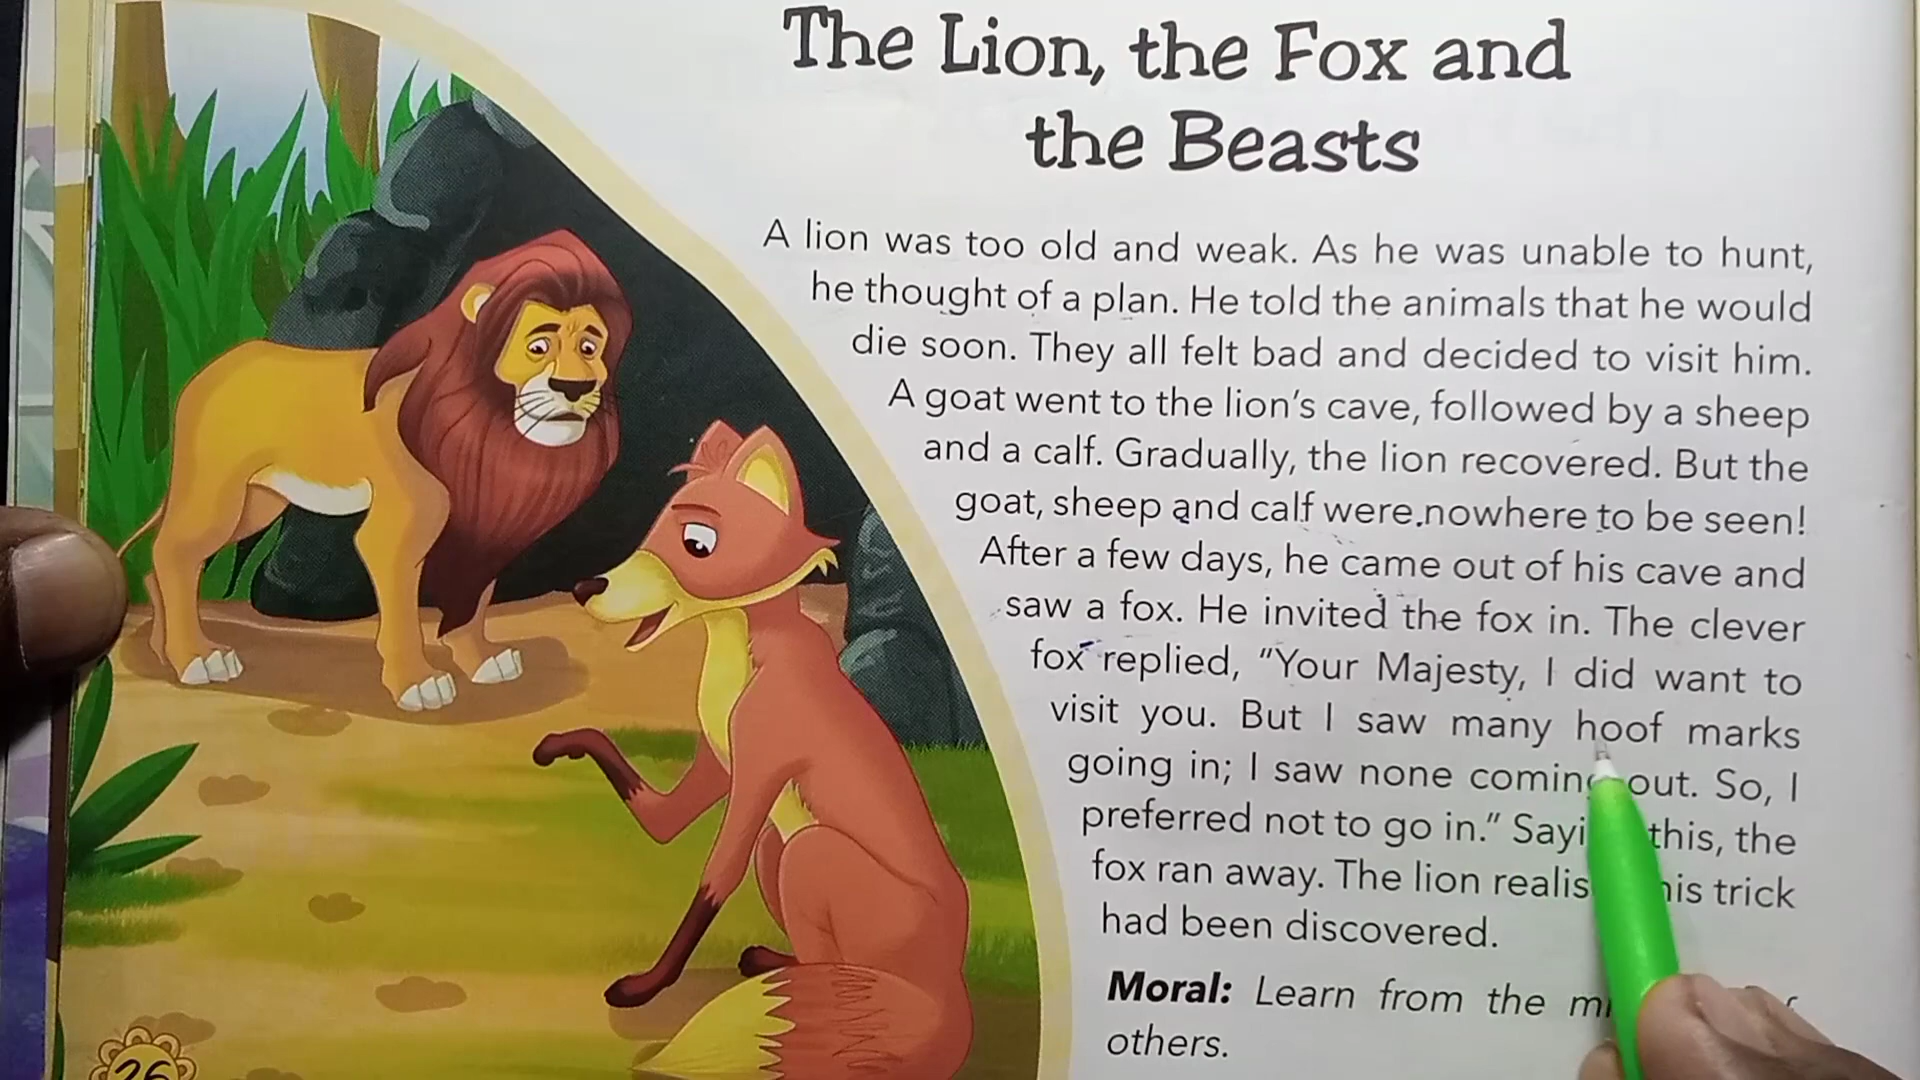 The Lion, the Fox and
the Beasts
A lion was too old and weak. As he was unable to hunt,
he thought of a plan. He told the animals that he would
die soon. They all felt bad and decided to visit him.
A goat went to the lion's cave, followed by a sheep
and a calf. Gradually, the lion recovered. But the
goat, sheep and calf were nowhere to be seen!
After a few days, he came out of his cave and
saw a fox. He invited the fox in. The clever
fox replied, "Your Majesty, I did want to
visit you. But I saw many hoof marks
going in; I saw none coming out. So, I
preferred not to go in." this, the
fox ran away. The lion his trick
had been discovered.
Moral: Learn from the
others.
26